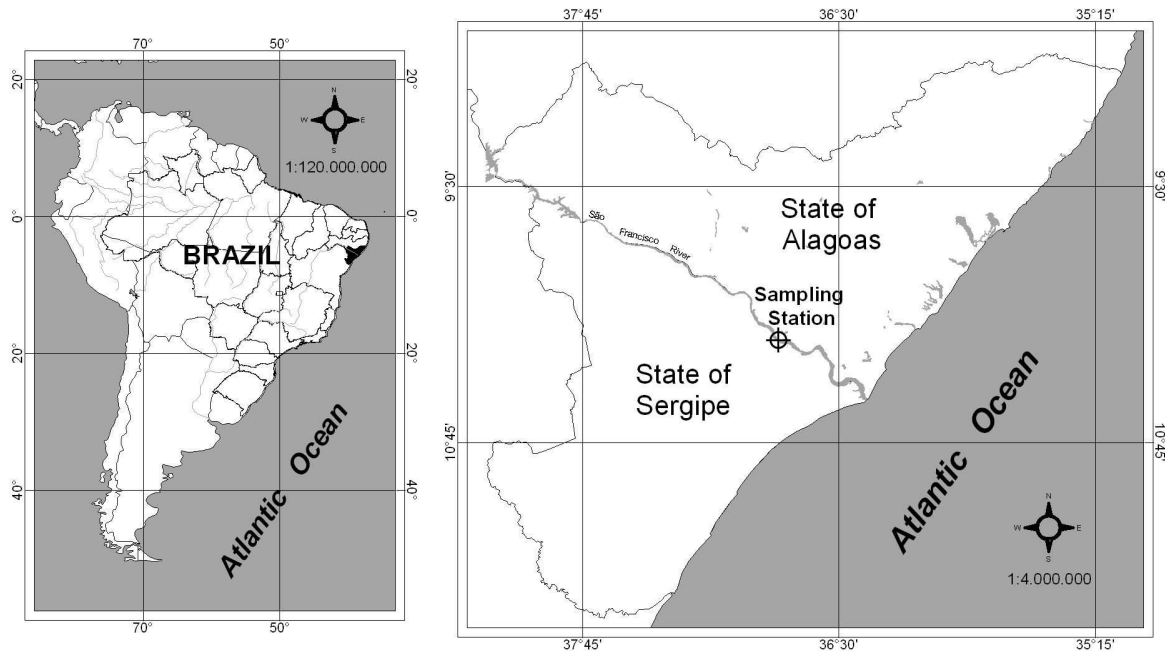 70°
50°
20°
20°
N
W
E
S
1:120.000.000
0°
0°
BRAZIL
20°
20°
Atlantic Ocean
40°
40°
70°
50°
37°45'
36°30'
35°15'
9°30'
9°30'
São Francisco River
State of
Alagoas
Sampling
Station
State of
Sergipe
10°45'
10°45'
Atlantic Ocean
N
W
E
S
1:4.000.000
37°45'
36°30'
35°15'